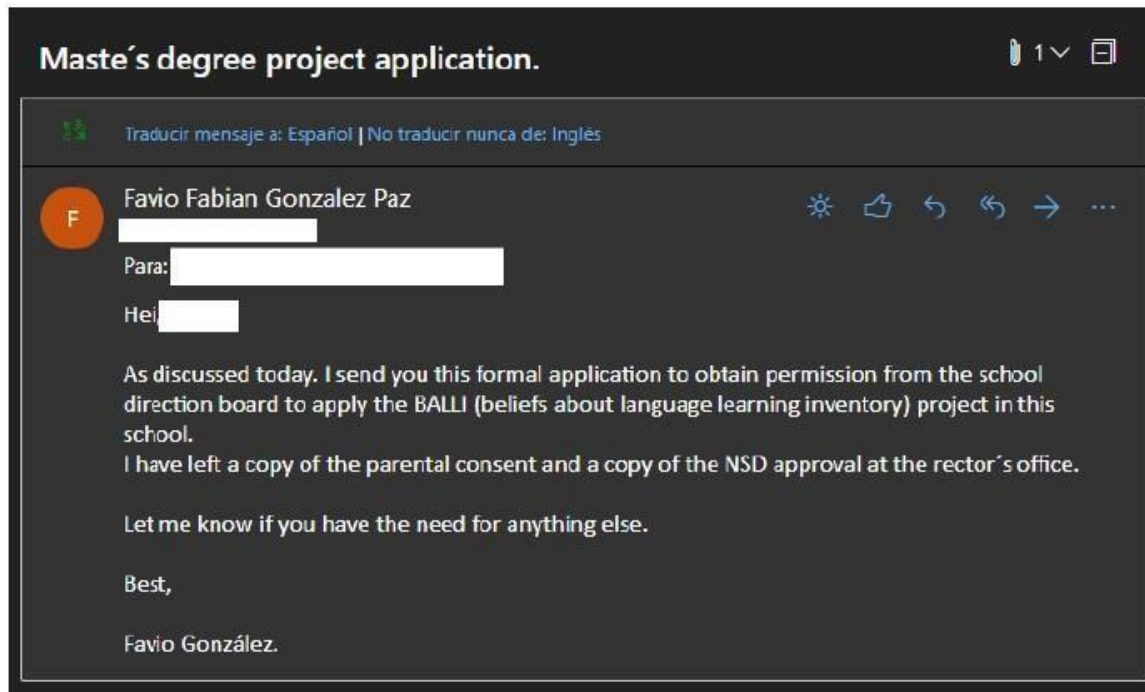 Maste´s degree project application.
1
Traducir mensaje a: Español | No traducir nunca de: Inglés
F
Favio Fabian Gonzalez Paz
Para:
Hei,
As discussed today. I send you this formal application to obtain permission from the school
direction board to apply the BALLI (beliefs about language learning inventory) project in this
school.
I have left a copy of the parental consent and a copy of the NSD approval at the rector´s office.
Let me know if you have the need for anything else.
Best,
Favio González.